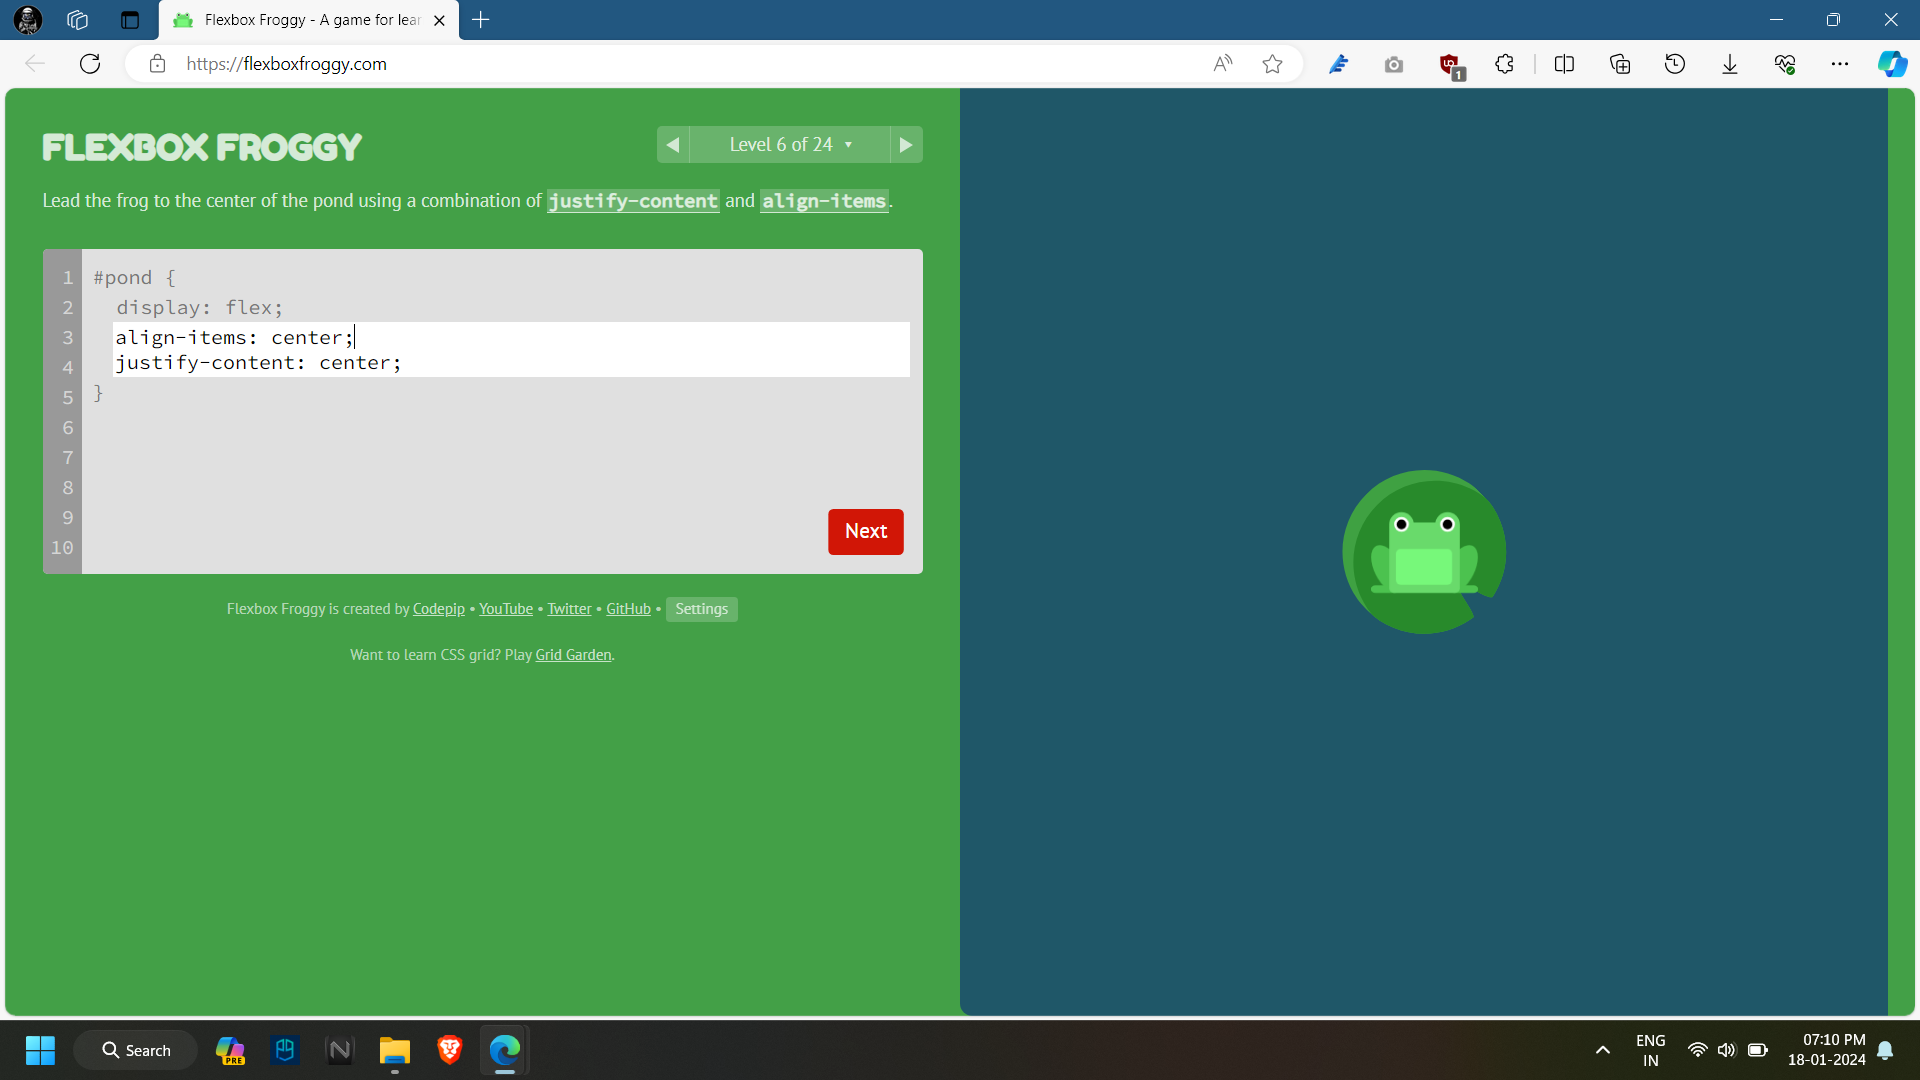 Flexbox Froggy - A game for lear
https://flexboxfroggy.com
1
FLEXBOX FROGGY
Level 6 of 24
Lead the frog to the center of the pond using a combination of justify-content and align-items.
1 #pond {
2 display: flex;
3 align-items: center;
4 justify-content: center;
5 }
6
7
8
9
10
Next
Flexbox Froggy is created by Codepip • YouTube • Twitter • GitHub • Settings
Want to learn CSS grid? Play Grid Garden.
Search
PRE
ENG
IN
07:10 PM
18-01-2024